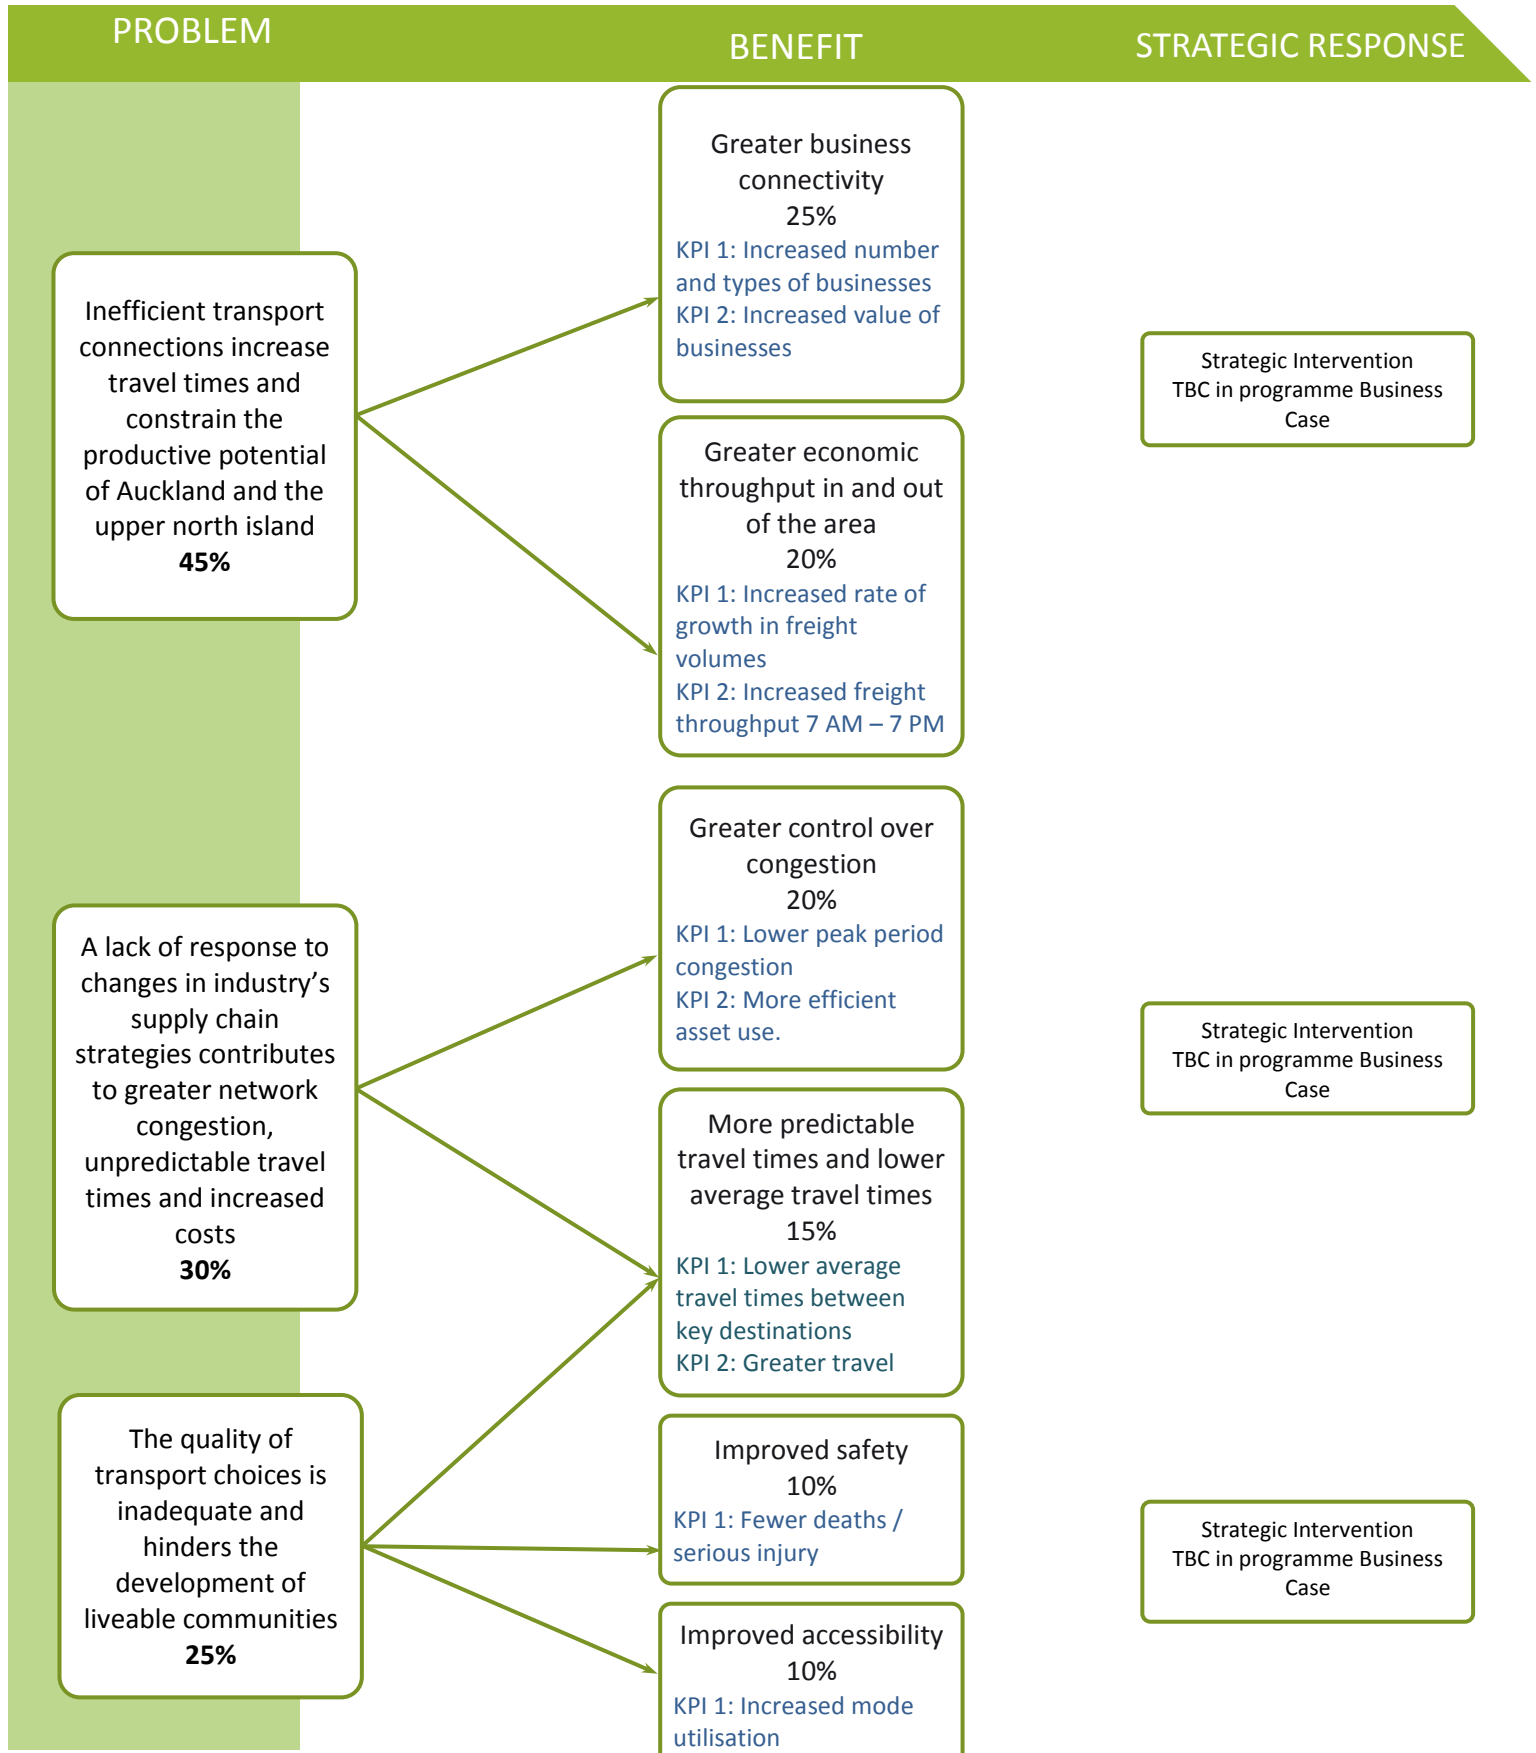 PROBLEM
BENEFIT
STRATEGIC RESPONSE
Inefficient transport
connections increase
travel times and
constrain the
productive potential
of Auckland and the
upper north island
45%
Greater business
connectivity
25%
KPI 1: Increased number
and types of businesses
KPI 2: Increased value of
businesses
Greater economic
throughput in and out
of the area
20%
KPI 1: Increased rate of
growth in freight
volumes
KPI 2: Increased freight
throughput 7 AM – 7 PM
Strategic Intervention
TBC in programme Business
Case
A lack of response to
changes in industry’s
supply chain
strategies contributes
to greater network
congestion,
unpredictable travel
times and increased
costs
30%
Greater control over
congestion
20%
KPI 1: Lower peak period
congestion
KPI 2: More efficient
asset use.
More predictable
travel times and lower
average travel times
15%
KPI 1: Lower average
travel times between
key destinations
KPI 2: Greater travel
Strategic Intervention
TBC in programme Business
Case
The quality of
transport choices is
inadequate and
hinders the
development of
liveable communities
25%
Improved safety
10%
KPI 1: Fewer deaths /
serious injury
Improved accessibility
10%
KPI 1: Increased mode
utilisation
Strategic Intervention
TBC in programme Business
Case